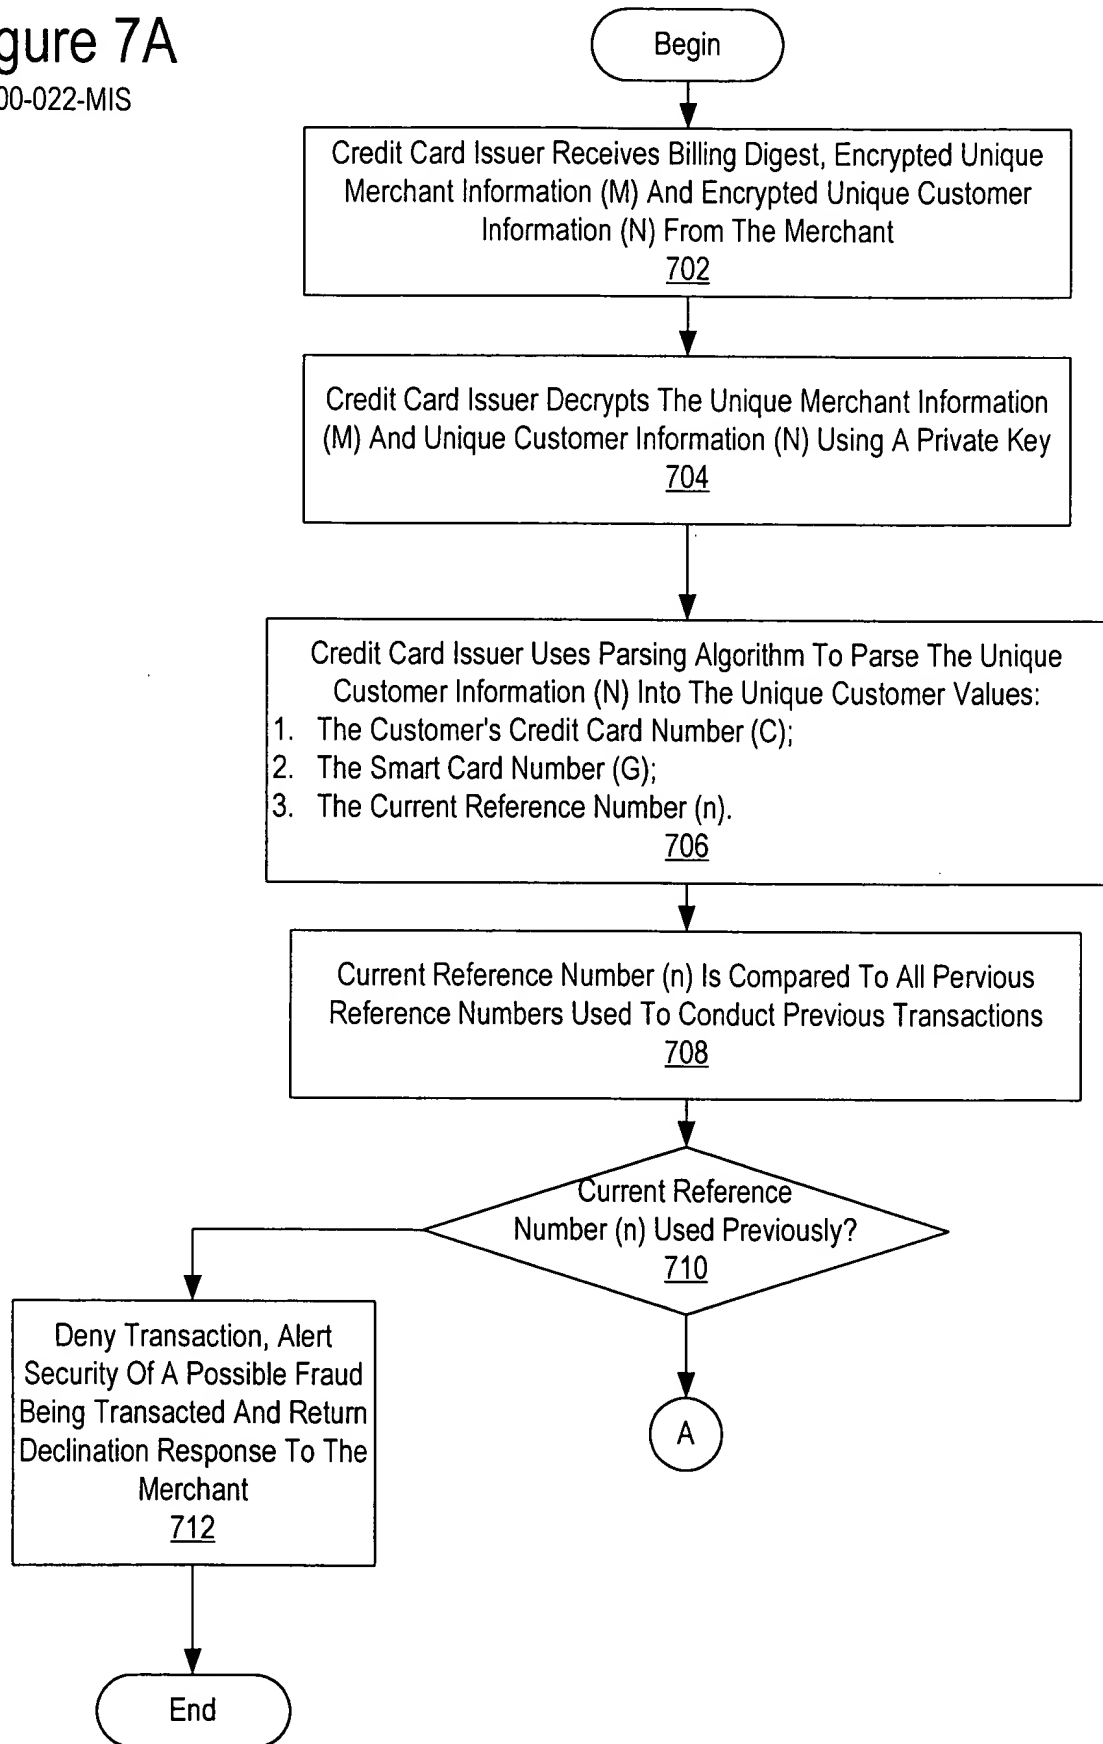 gure 7A
00-022-MIS
Begin
Credit Card Issuer Receives Billing Digest, Encrypted Unique
Merchant Information (M) And Encrypted Unique Customer
Information (N) From The Merchant
702
Credit Card Issuer Decrypts The Unique Merchant Information
(M) And Unique Customer Information (N) Using A Private Key
704
Credit Card Issuer Uses Parsing Algorithm To Parse The Unique
Customer Information (N) Into The Unique Customer Values:
1. The Customer's Credit Card Number (C);
2. The Smart Card Number (G);
3. The Current Reference Number (n).
706
Current Reference Number (n) Is Compared To All Pervious
Reference Numbers Used To Conduct Previous Transactions
708
Current Reference
Number (n) Used Previously?
710
Deny Transaction, Alert
Security Of A Possible Fraud
Being Transacted And Return
Declination Response To The
Merchant
712
A
End